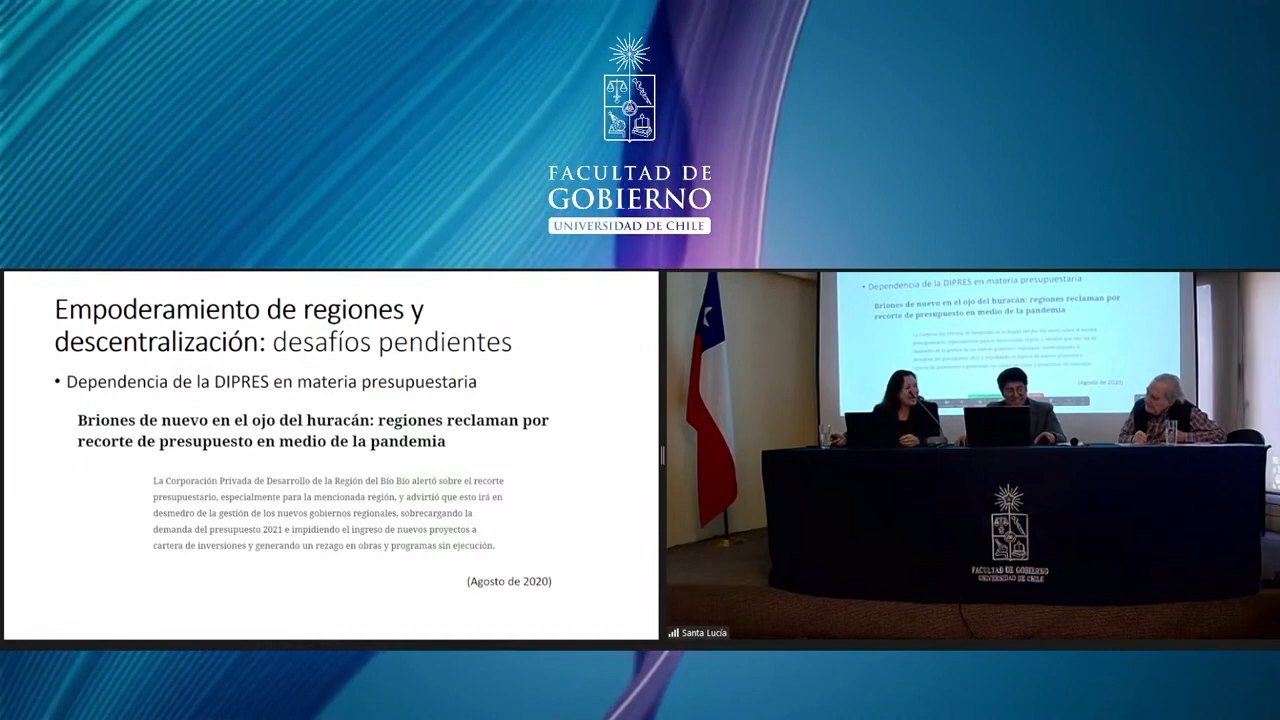 FACULTAD DE
GOBIERNO
UNIVERSIDAD DE CHILE
Empoderamiento de regiones y
descentralización: desafíos pendientes
• Dependencia de la DIPRES en materia presupuestaria
Briones de nuevo en el ojo del huracán: regiones reclaman por
recorte de presupuesto en medio de la pandemia
La Corporación Privada de Desarrollo de la Región del Bío Bío alertó sobre el recorte
presupuestario, especialmente para la mencionada región, y advirtió que esto irá en
desmedro de la gestión de los nuevos gobiernos regionales, sobrecargando la
demanda del presupuesto 2021 e impidiendo el ingreso de nuevos proyectos a
cartera de inversiones y generando un rezago en obras y programas sin ejecución.
(Agosto de 2020)
• Dependencia de la DIPRES en materia presupuestaria
Briones de nuevo en el ojo del huracán: regiones reclaman por
recorte de presupuesto en medio de la pandemia
(Agosto de 2020)
FACULTAD DE GOBIERNO
UNIVERSIDAD DE CHILE
Santa Lucía